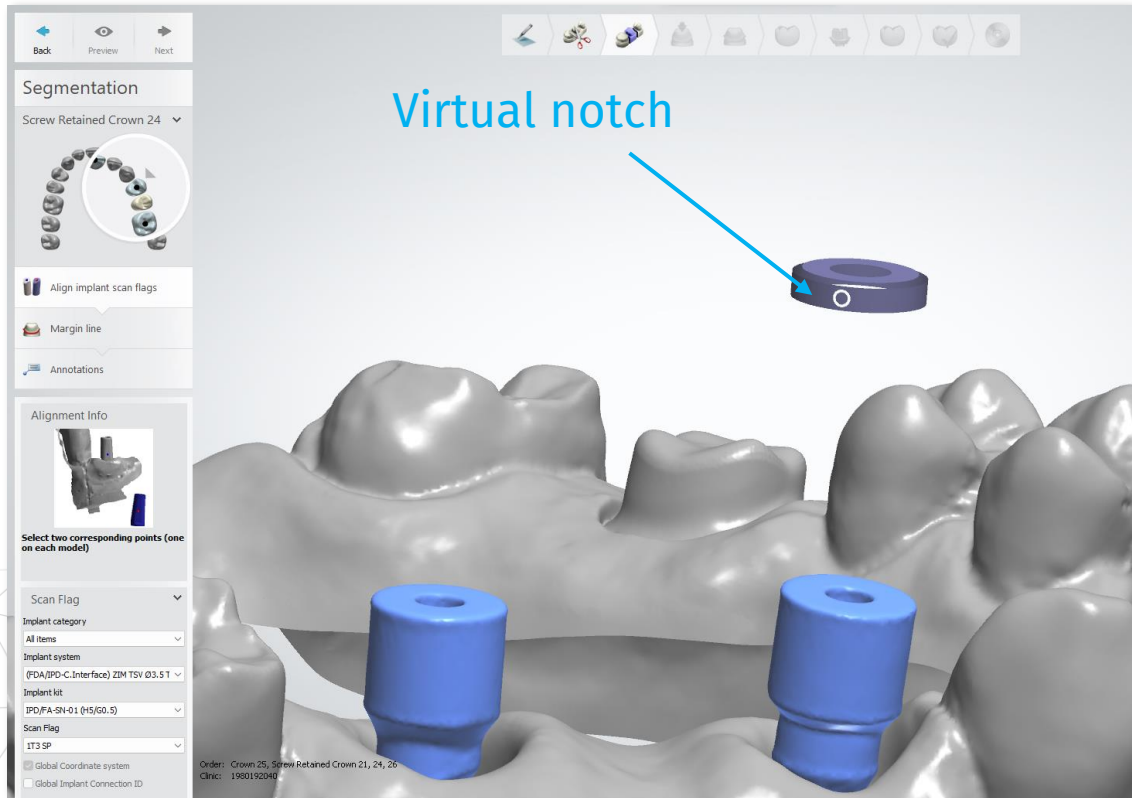 Back
Preview
Next
Segmentation
Screw Retained Crown 24
Virtual notch
Align implant scan flags
Margin line
Annotations
Alignment Info
Select two corresponding points (one
on each model)
Scan Flag
Implant category
All items
Implant system
(FDA/IPD-C.Interface) ZIM TSV Ø3.5 T
Implant kit
IPD/FA-SN-01 (H5/G0.5)
Scan Flag
1T3 SP
Global Coordinate system
Global Implant Connection ID
Order: Crown 25, Screw Retained Crown 21, 24, 26
Clinic: 1980192040